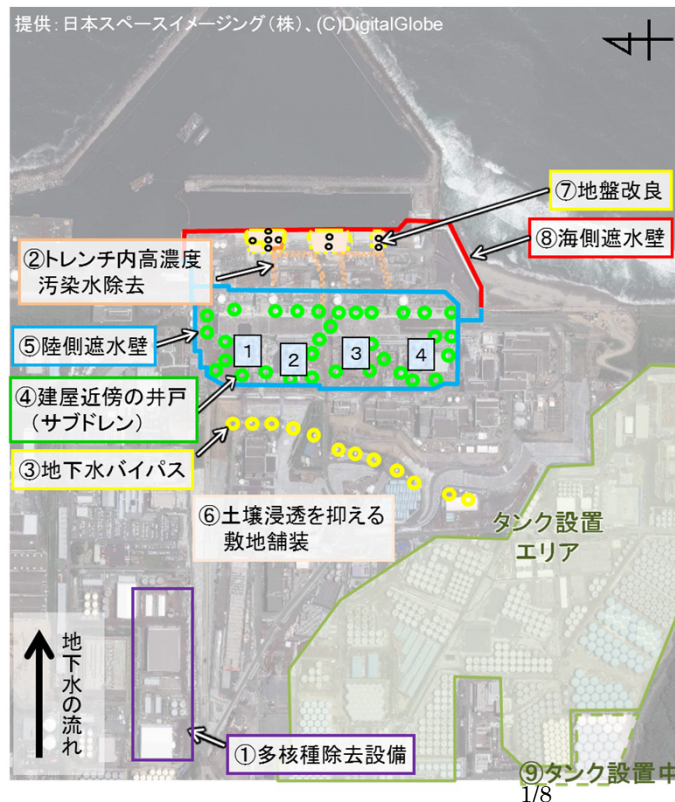 提供:日本スペースイメージング(株)、(C)DigitalGlobe
⑦地盤改良
⑧海側遮水壁
②トレンチ内高濃度
汚染水除去
⑤陸側遮水壁
1
2
3
4
④建屋近傍の井戸
(サブドレン)
③地下水バイパス
⑥土壌浸透を抑える
敷地舗装
タンク設置
エリア
地下水の流れ
①多核種除去設備
⑨タンク設置中
1/8